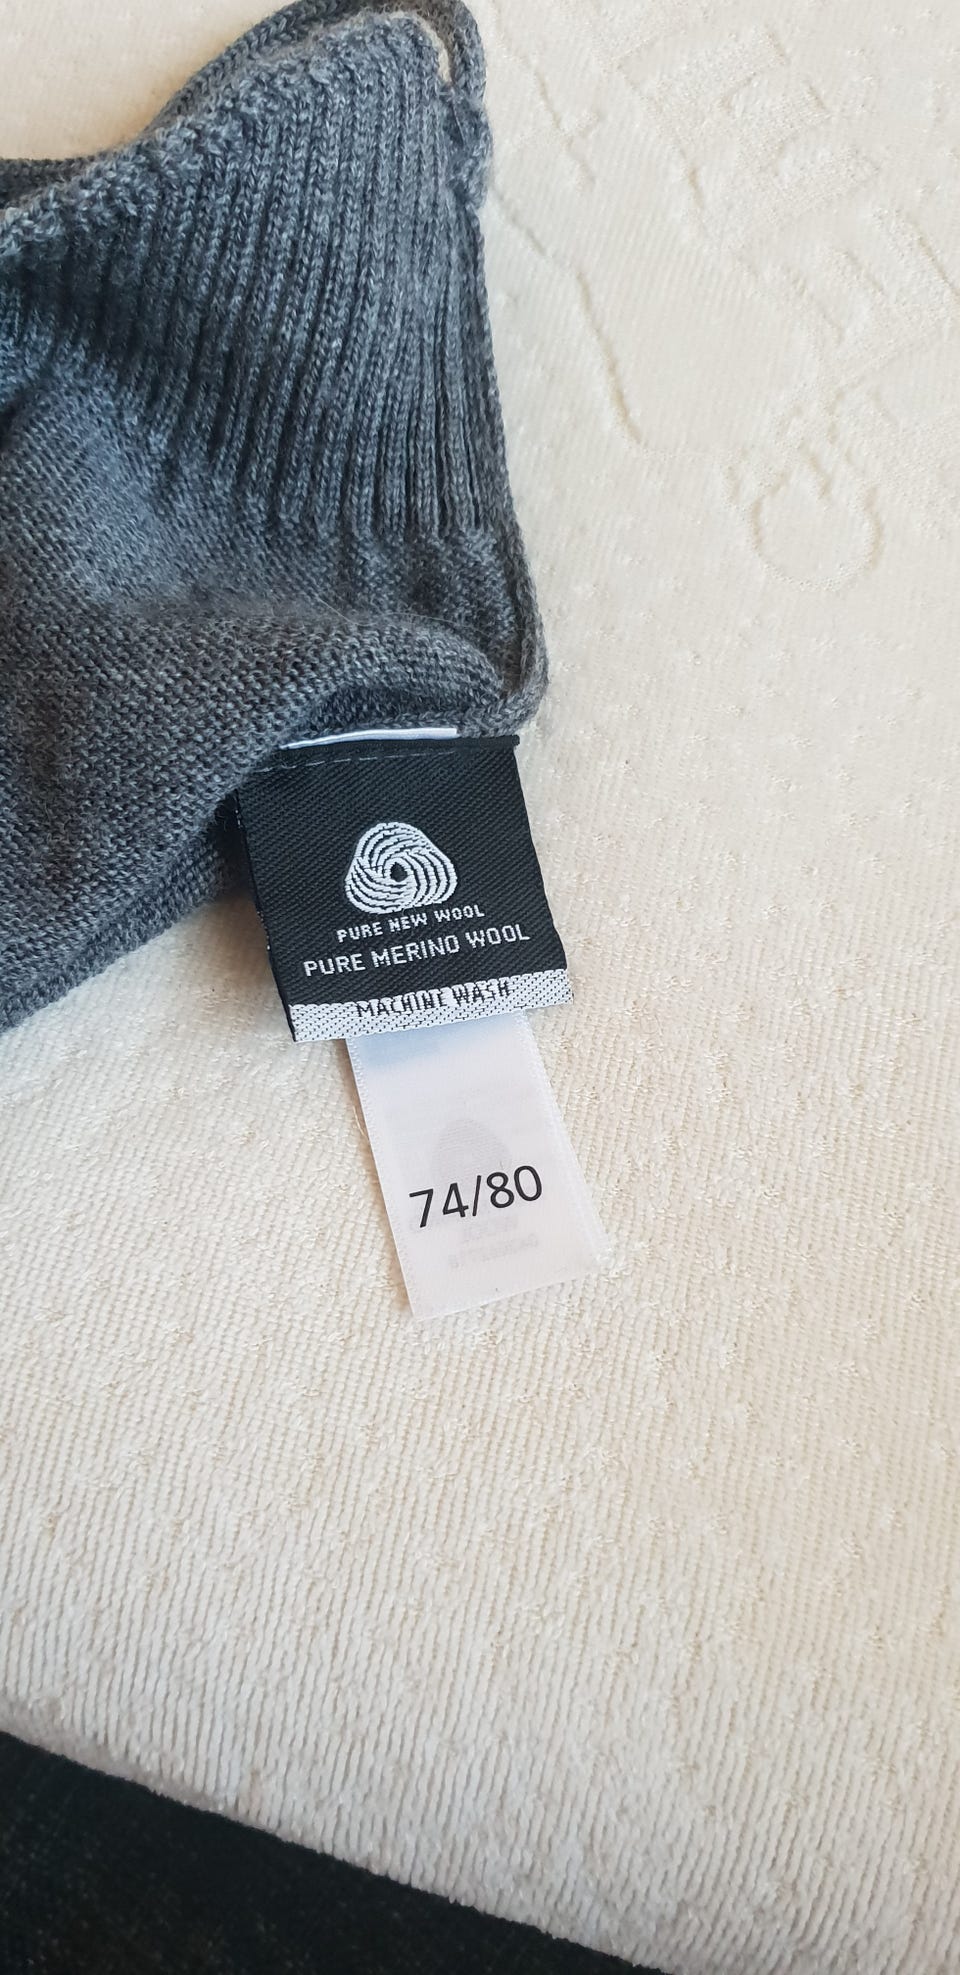 PURE NEW WOOL
PURE MERINO WOOL
MACHINE WASH
74/80